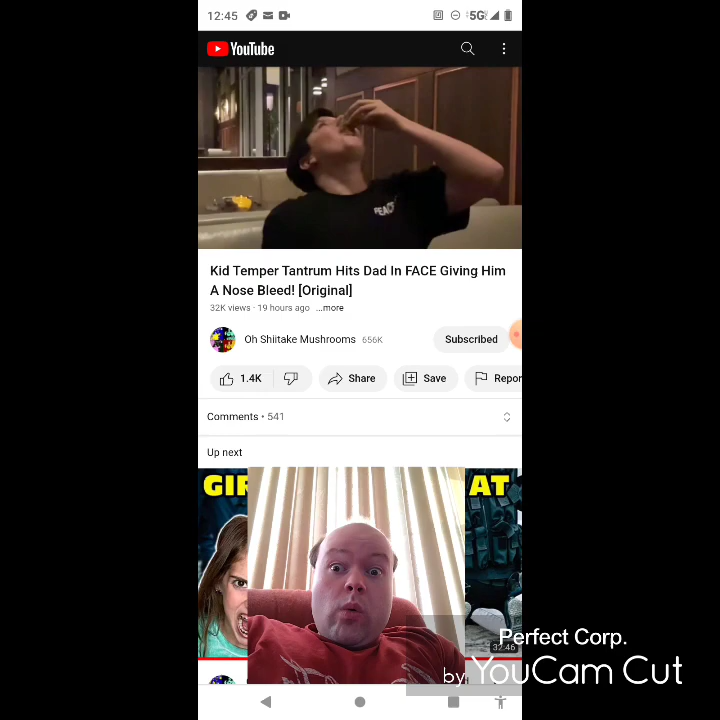 12:45
5G
YouTube
PEACE
Kid Temper Tantrum Hits Dad In FACE Giving Him
A Nose Bleed! [Original]
32K views · 19 hours ago ...more
Oh Shiitake Mushrooms 656K
Subscribed
1.4K
Share
Save
Repor
Comments • 541
Up next
GIR
AT
32:46
Perfect Corp.
by YouCam Cut